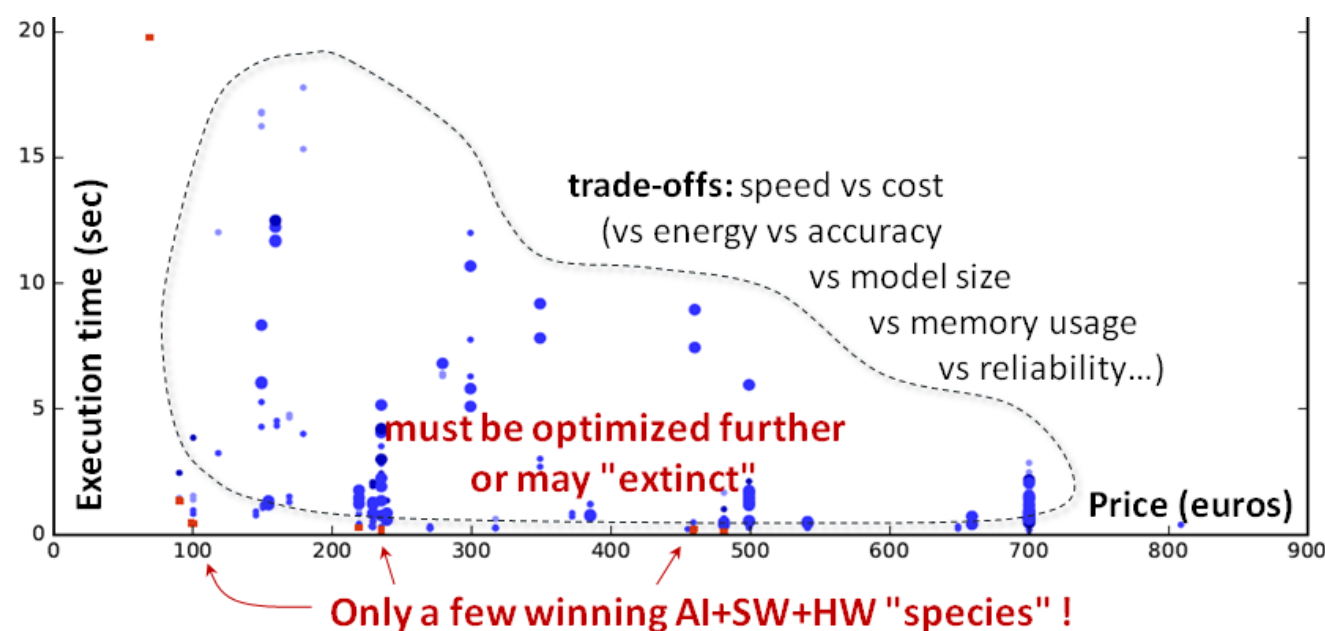 20
15
10
5
0
Execution time (sec)
trade-offs: speed vs cost
(vs energy vs accuracy
vs model size
vs memory usage
vs reliability...)
must be optimized further
or may "extinct"
Price (euros)
0 100 200 300 400 500 600 700 800 900
Only a few winning AI+SW+HW "species" !